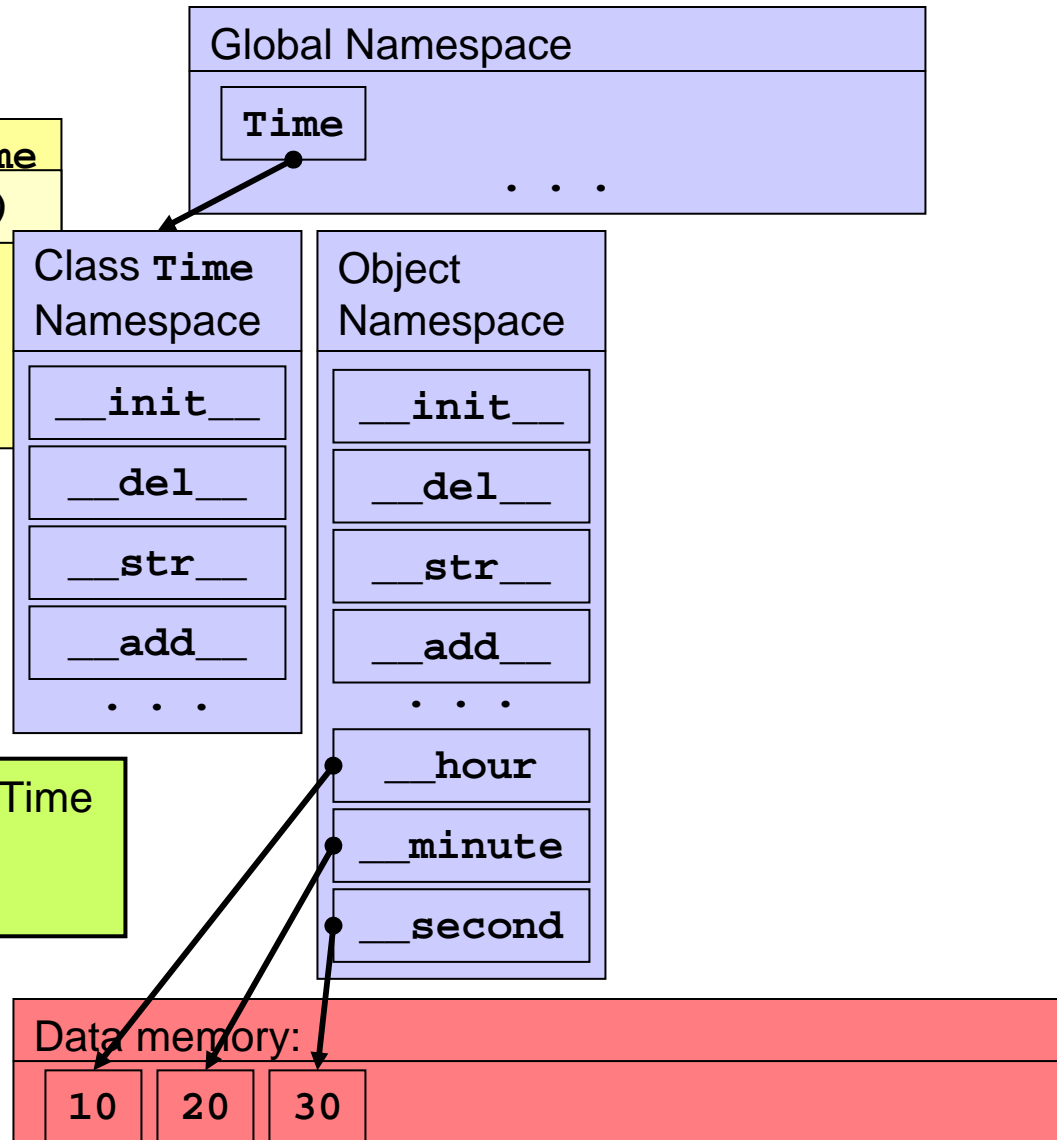 Global Namespace
Time
. . .
)
Class Time
Namespace
__init__
__del__
__str__
__add__
. . .
Object
Namespace
__init__
__del__
__str__
__add__
. . .
__hour
__minute
__second
Time
Data memory:
10 20 30